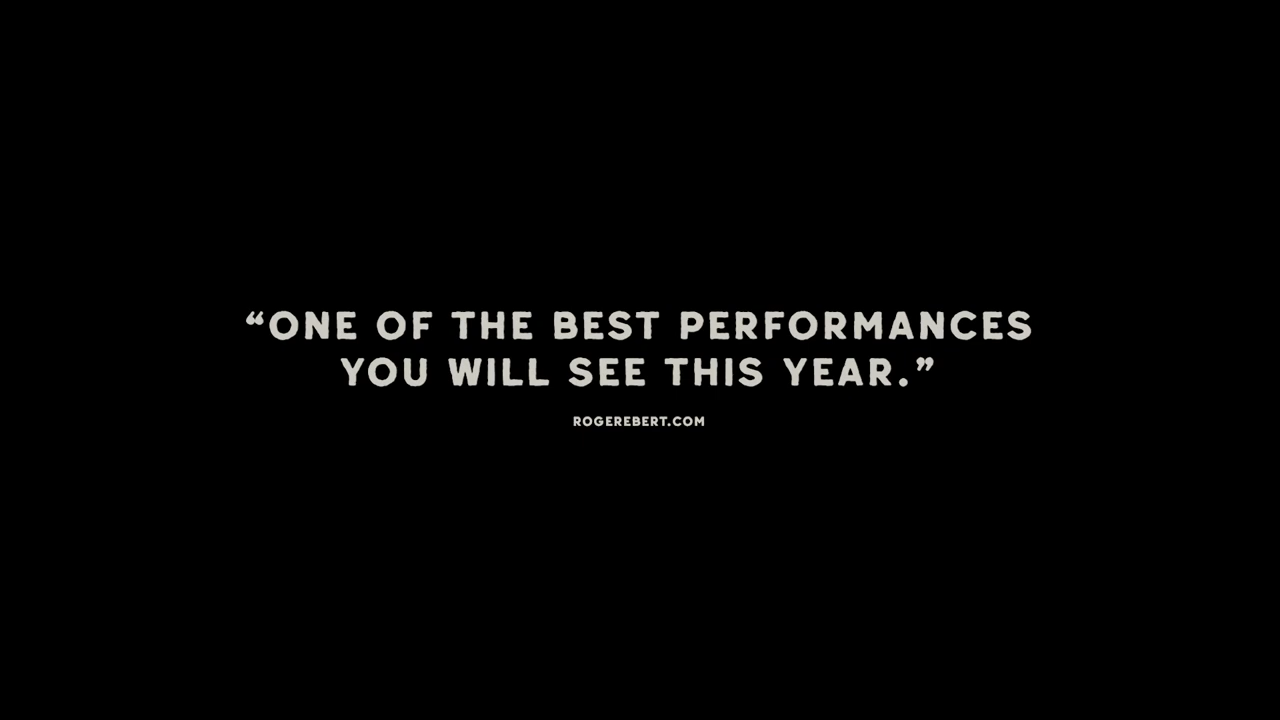 “ONE OF THE BEST PERFORMANCES
YOU WILL SEE THIS YEAR.”
ROGEREBERT.COM